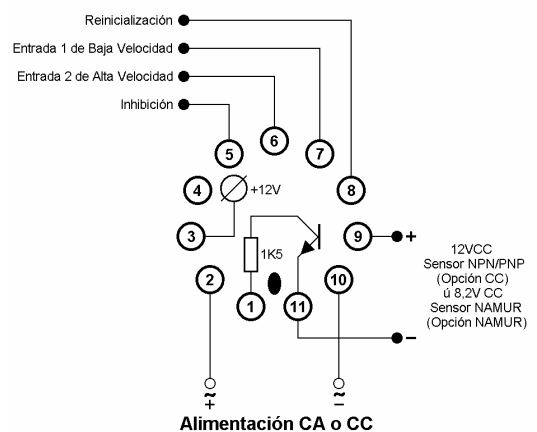 Reinicialización
Entrada 1 de Baja Velocidad
Entrada 2 de Alta Velocidad
Inhibición
5
6
7
4
+12V
8
3
1K5
9
+
12VCC
Sensor NPN/PNP
(Opción CC)
ú 8,2V CC
Sensor NAMUR
(Opción NAMUR)
2
1
11
10
−
~
+
~
−
Alimentación CA o CC